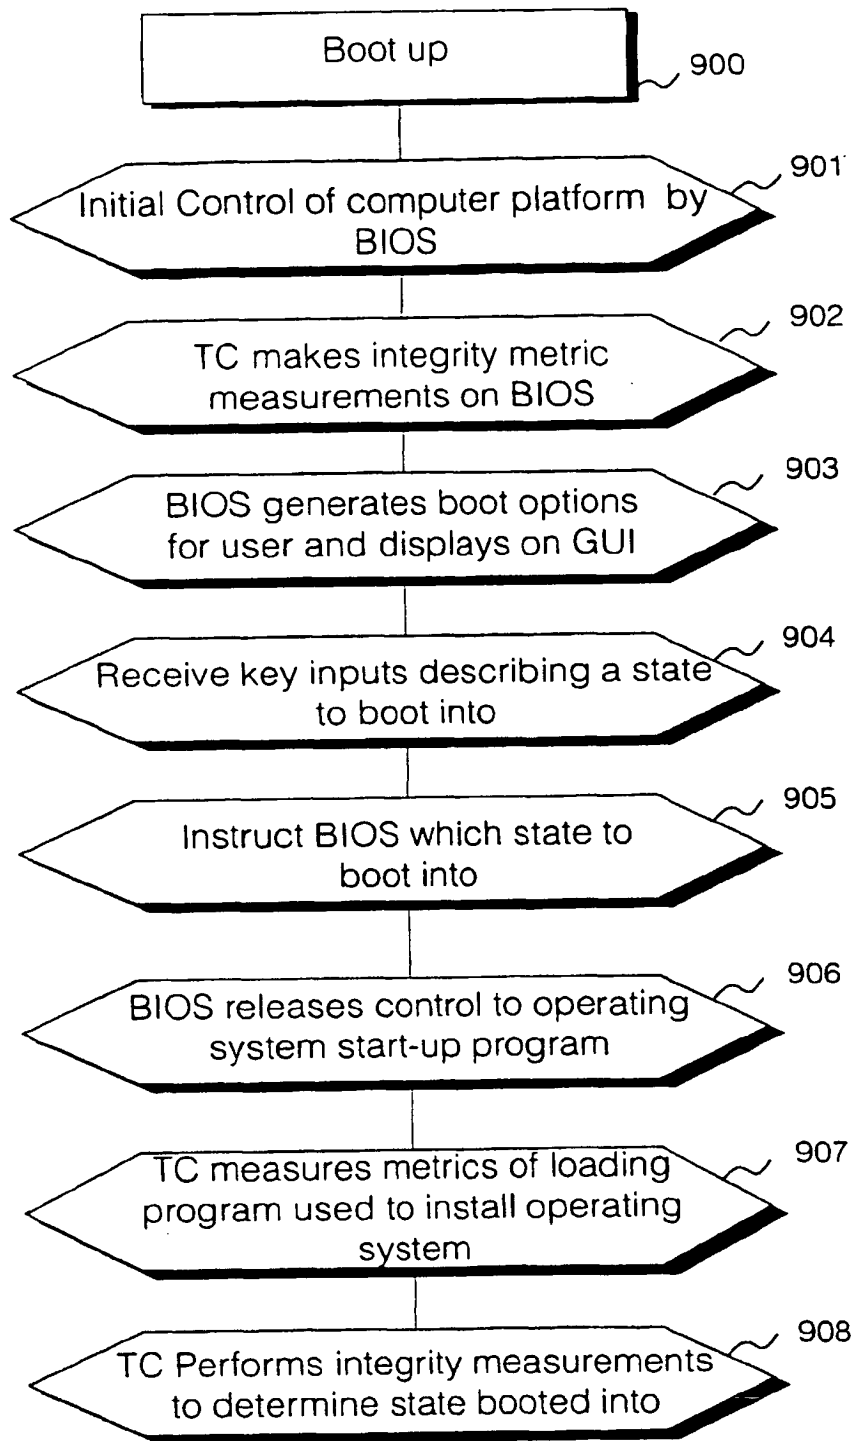 Boot up
900
Initial Control of computer platform by
BIOS
901
TC makes integrity metric
measurements on BIOS
902
BIOS generates boot options
for user and displays on GUI
903
Receive key inputs describing a state
to boot into
904
Instruct BIOS which state to
boot into
905
BIOS releases control to operating
system start-up program
906
TC measures metrics of loading
program used to install operating
system
907
TC Performs integrity measurements
to determine state booted into
908